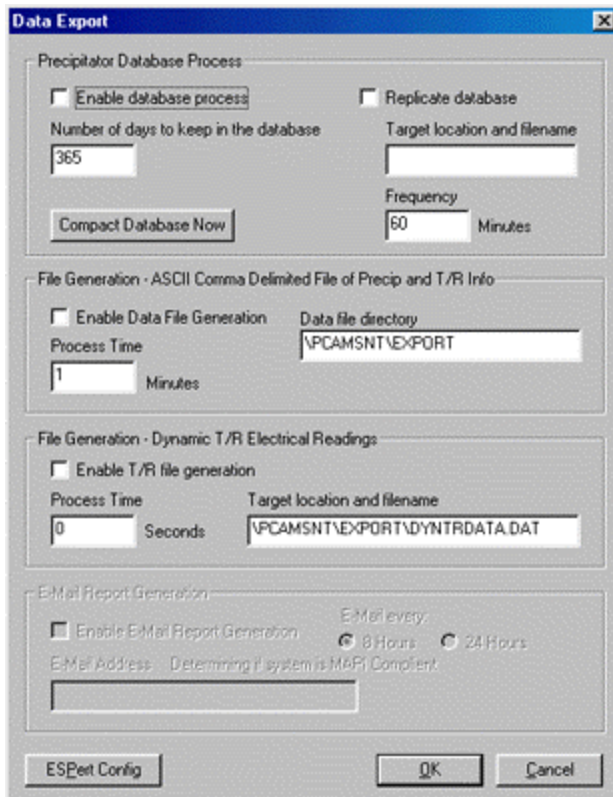 Data Export
Precipitator Database Process
Enable database process
Replicate database
Number of days to keep in the database
Target location and filename
365
Frequency
Compact Database Now
60 Minutes
File Generation - ASCII Comma Delimited File of Precip and T/R Info
Enable Data File Generation
Data file directory
\PCAMSNT\EXPORT
Process Time
1 Minutes
File Generation - Dynamic T/R Electrical Readings
Enable T/R file generation
Process Time
Target location and filename
0 Seconds
\PCAMSNT\EXPORT\DYNTRDATA.DAT
E-Mail Report Generation
E-Mail every:
Enable E-Mail Report Generation
8 Hours
24 Hours
E-Mail Address Determining if system is MAPI Complient
ESPert Config
OK
Cancel